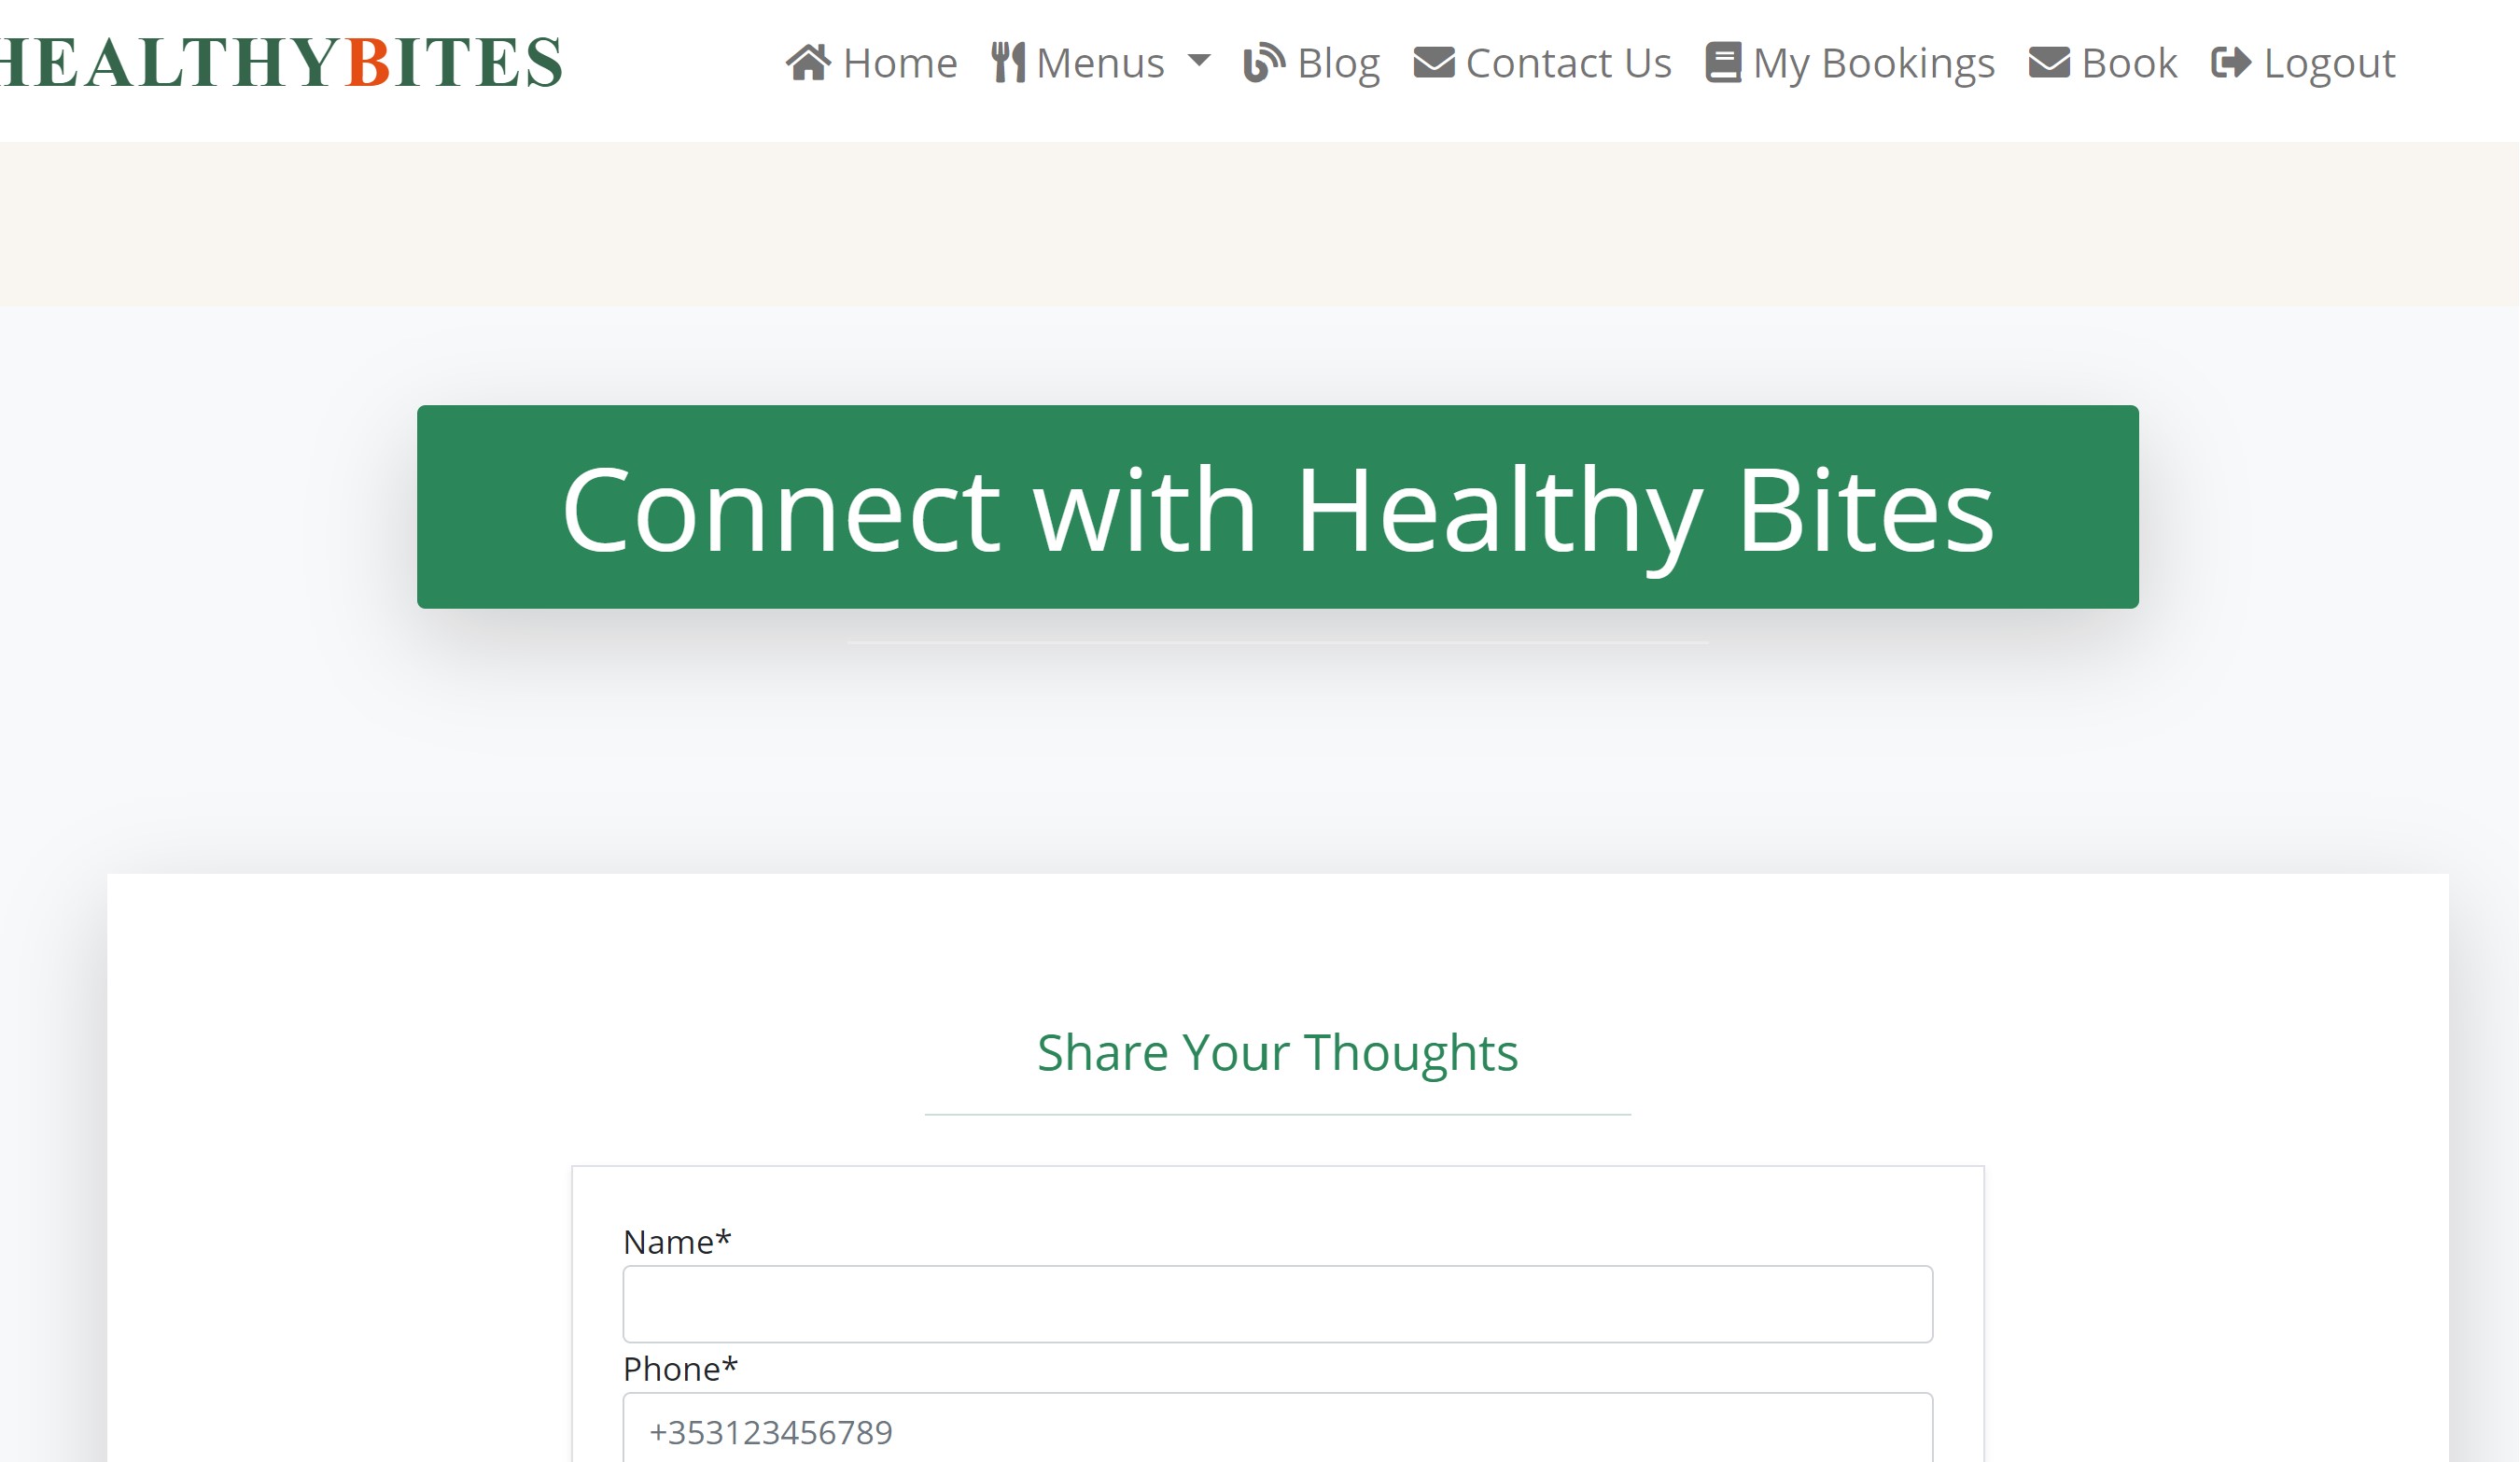 HEALTHYBITES
Home Menus Blog Contact Us My Bookings Book Logout
Connect with Healthy Bites
Share Your Thoughts
Name*
Phone*
+353123456789